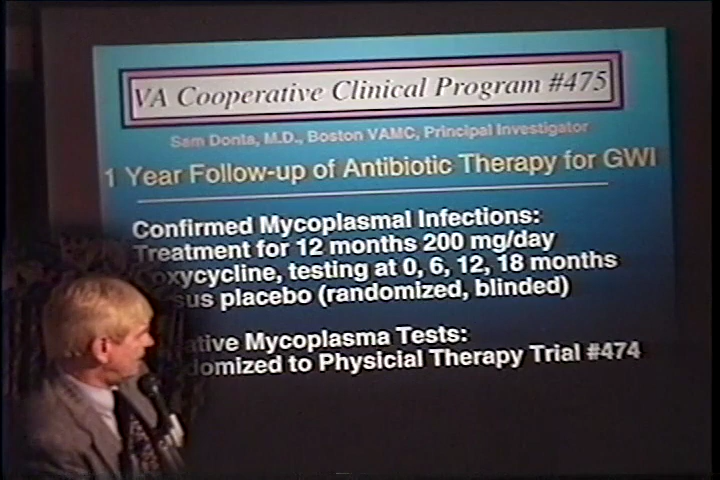 VA Cooperative Clinical Program #475
Sam Donta, M.D., Boston VAMC, Principal Investigator
1 Year Follow-up of Antibiotic Therapy for GWI
Confirmed Mycoplasmal Infections:
Treatment for 12 months 200 mg/day
oxycycline, testing at 0, 6, 12, 18 months
sus placebo (randomized, blinded)
ative Mycoplasma Tests:
domized to Physicial Therapy Trial #474